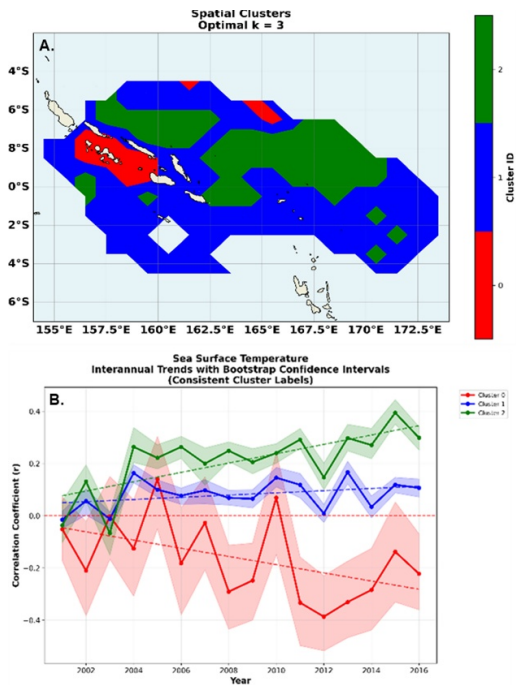 Spatial Clusters
Optimal k = 3
A.
4°S
6°S
8°S
0°S
2°S
4°S
6°S
155°E 157.5°E 160°E 162.5°E 165°E 167.5°E 170°E 172.5°E
2
1
0
Cluster ID
Sea Surface Temperature
Interannual Trends with Bootstrap Confidence Intervals
(Consistent Cluster Labels)
B.
Cluster 0
Cluster 1
Cluster 2
0.4
0.2
0.0
−0.2
−0.4
Correlation Coefficient (r)
2002 2004 2006 2008 2010 2012 2014 2016
Year